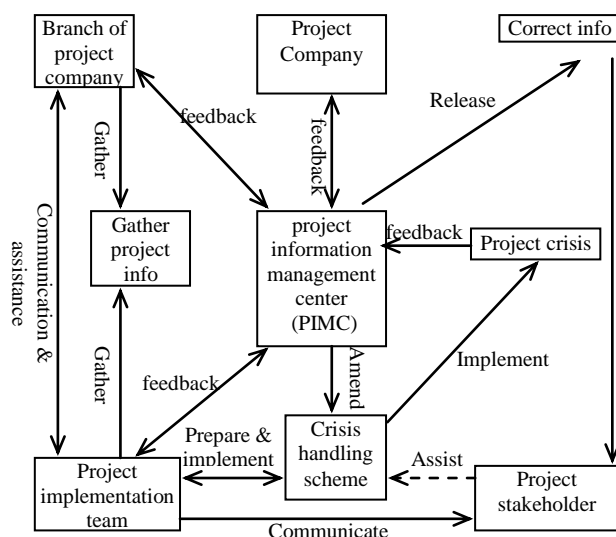 Branch of
project
company
Project
Company
Correct info
Release
feedback
feedback
Gather
Communication &
assistance
Gather
project
info
project
information
management
center
(PIMC)
feedback
Project crisis
Gather
feedback
Amend
Implement
Prepare &
implement
Crisis
handling
scheme
Assist
Project
implementation
team
Project
stakeholder
Communicate